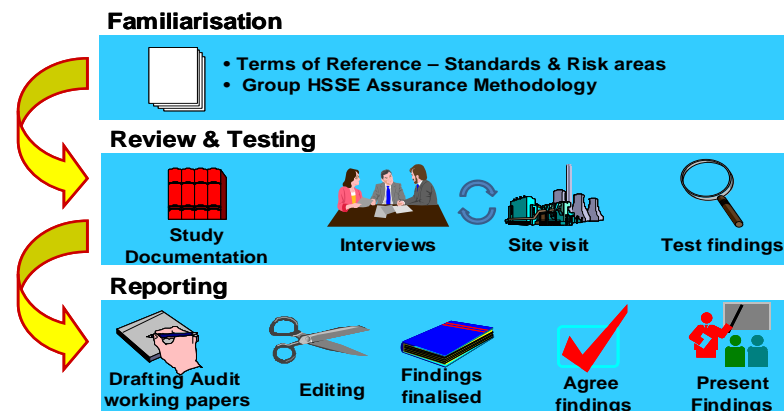 Familiarisation
• Terms of Reference – Standards & Risk areas
• Group HSSE Assurance Methodology
Review & Testing
Study
Documentation
Interviews
Site visit
Test findings
Reporting
Drafting Audit
working papers
Editing
Findings
finalised
Agree
findings
Present
Findings